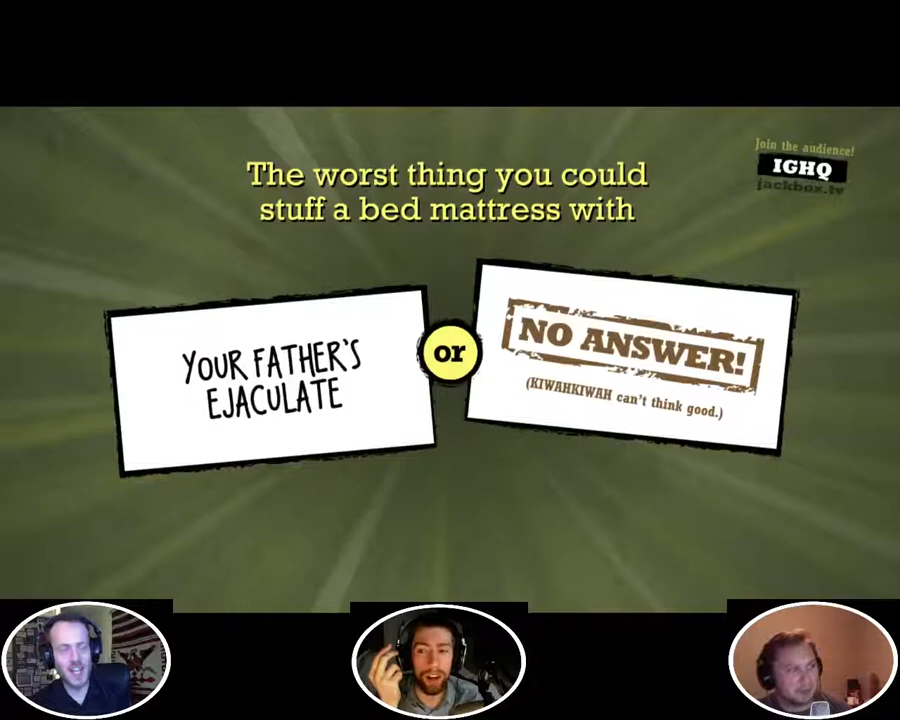 Join the audience!
IGHQ
jackbox.tv
The worst thing you could
stuff a bed mattress with
YOUR FATHER'S
EJACULATE
or
NO ANSWER!
(KIWAHKIWAH can't think good.)